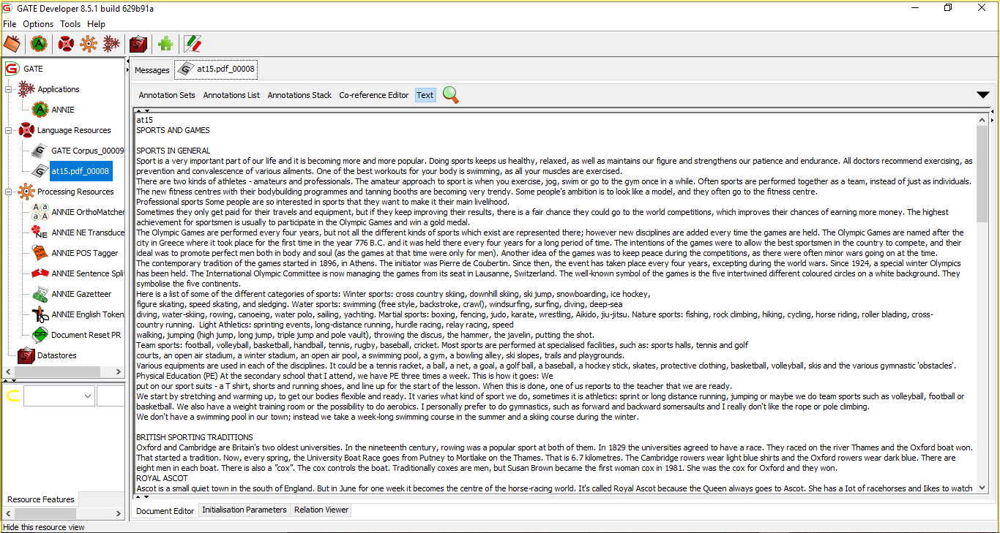 GATE Developer 8.5.1 build 629b91a
File Options Tools Help
GATE
Applications
ANNIE
Language Resources
GATE Corpus_00009
at15.pdf_00008
Processing Resources
ANNIE OrthoMatcher
ANNIE NE Transduce
ANNIE POS Tagger
ANNIE Sentence Spli
ANNIE Gazetteer
ANNIE English Token
Document Reset PR
Datastores
Resource Features
Hide this resource view
Messages
at15.pdf_00008
Annotation Sets Annotations List Annotations Stack Co-reference Editor Text
at15
SPORTS AND GAMES
SPORTS IN GENERAL
Sport is a very important part of our life and it is becoming more and more popular. Doing sports keeps us healthy, relaxed, as well as maintains our figure and strengthens our patience and endurance. All doctors recommend exercising, as
prevention and convalescence of various ailments. One of the best workouts for your body is swimming, as all your muscles are exercised.
There are two kinds of athletes - amateurs and professionals. The amateur approach to sport is when you exercise, jog, swim or go to the gym once in a while. Often sports are performed together as a team, instead of just as individuals.
The new fitness centres with their bodybuilding programmes and tanning booths are becoming very trendy. Some people's ambition is to look like a model, and they often go to the fitness centre.
Professional sports Some people are so interested in sports that they want to make it their main livelihood.
Sometimes they only get paid for their travels and equipment, but if they keep improving their results, there is a fair chance they could go to the world competitions, which improves their chances of earning more money. The highest
achievement for sportsmen is usually to participate in the Olympic Games and win a gold medal.
The Olympic Games are performed every four years, but not all the different kinds of sports which exist are represented there; however new disciplines are added every time the games are held. The Olympic Games are named after the
city in Greece where it took place for the first time in the year 776 B.C. and it was held there every four years for a long period of time. The intentions of the games were to allow the best sportsmen in the country to compete, and their
ideal was to promote perfect men both in body and soul (as the games at that time were only for men). Another idea of the games was to keep peace during the competitions, as there were often minor wars going on at the time.
The contemporary tradition of the games started in 1896, in Athens. The initiator was Pierre de Coubertin. Since then, the event has taken place every four years, excepting during the world wars. Since 1924, a special winter Olympics
has been held. The International Olympic Committee is now managing the games from its seat in Lausanne, Switzerland. The well-known symbol of the games is the five intertwined different coloured circles on a white background. They
symbolise the five continents.
Here is a list of some of the different categories of sports: Winter sports: cross country skiing, downhill skiing, ski jump, snowboarding, ice hockey,
figure skating, speed skating, and sledging. Water sports: swimming (free style, backstroke, crawl), windsurfing, surfing, diving, deep-sea
diving, water-skiing, rowing, canoeing, water polo, sailing, yachting. Martial sports: boxing, fencing, judo, karate, wrestling, Aikido, jiu-jitsu. Nature sports: fishing, rock climbing, hiking, cycling, horse riding, roller blading, cross-
country running. Light Athletics: sprinting events, long-distance running, hurdle racing, relay racing, speed
walking, jumping (high jump, long jump, triple jump and pole vault), throwing the discus, the hammer, the javelin, putting the shot.
Team sports: football, volleyball, basketball, handball, tennis, rugby, baseball, cricket. Most sports are performed at specialised facilities, such as: sports halls, tennis and golf
courts, an open air stadium, a winter stadium, an open air pool, a swimming pool, a gym, a bowling alley, ski slopes, trails and playgrounds.
Various equipments are used in each of the disciplines. It could be a tennis racket, a ball, a net, a goal, a golf ball, a baseball, a hockey stick, skates, protective clothing, basketball, volleyball, skis and the various gymnastic 'obstacles'.
Physical Education (PE) At the secondary school that I attend, we have PE three times a week. This is how it goes: We
put on our sport suits - a T shirt, shorts and running shoes, and line up for the start of the lesson. When this is done, one of us reports to the teacher that we are ready.
We start by stretching and warming up, to get our bodies flexible and ready. It varies what kind of sport we do, sometimes it is athletics: sprint or long distance running, jumping or maybe we do team sports such as volleyball, football or
basketball. We also have a weight training room or the possibility to do aerobics. I personally prefer to do gymnastics, such as forward and backward somersaults and I really don't like the rope or pole climbing.
We don't have a swimming pool in our town; instead we take a week-long swimming course in the summer and a skiing course during the winter.
BRITISH SPORTING TRADITIONS
Oxford and Cambridge are Britain's two oldest universities. In the nineteenth century, rowing was a popular sport at both of them. In 1829 the universities agreed to have a race. They raced on the river Thames and the Oxford boat won.
That started a tradition. Now, every spring, the University Boat Race goes from Putney to Mortlake on the Thames. That is 6.7 kilometres. The Cambridge rowers wear light blue shirts and the Oxford rowers wear dark blue. There are
eight men in each boat. There is also a "cox". The cox controls the boat. Traditionally coxes are men, but Susan Brown became the first woman cox in 1981. She was the cox for Oxford and they won.
ROYAL ASCOT
Ascot is a small quiet town in the south of England. But in June for one week it becomes the centre of the horse-racing world. It's called Royal Ascot because the Queen always goes to Ascot. She has a lot of racehorses and likes to watch
Document Editor Initialisation Parameters Relation Viewer